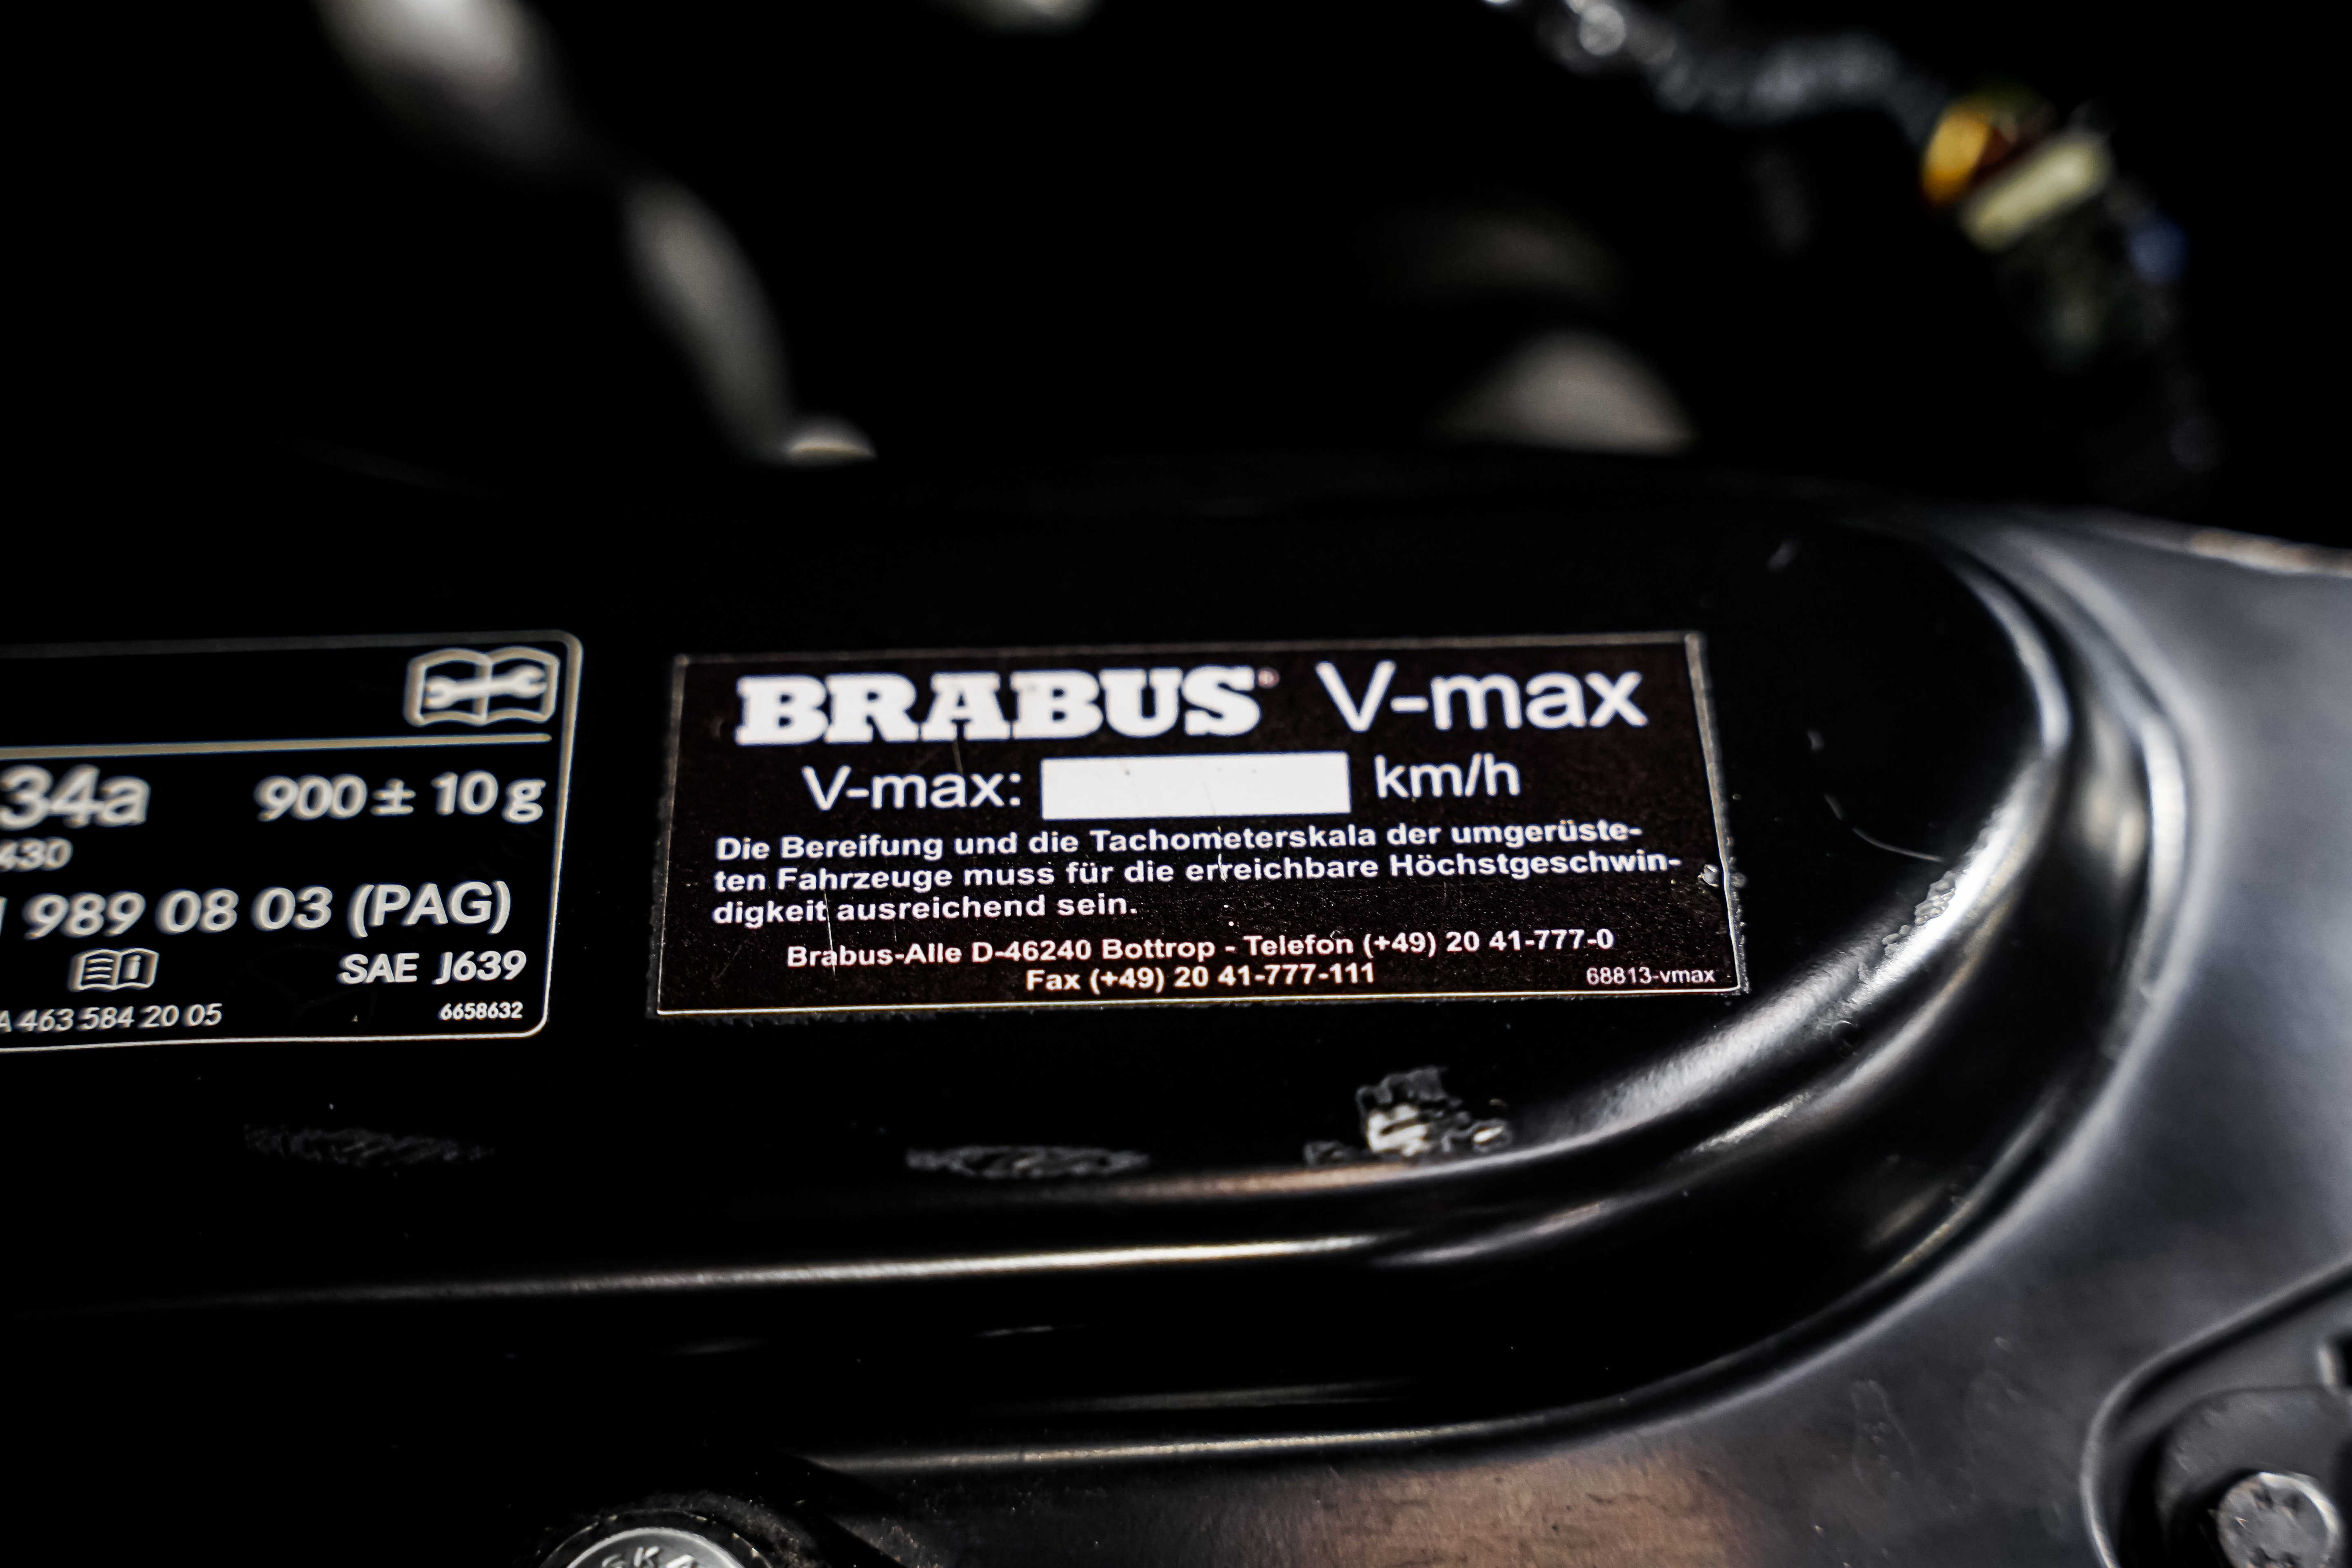 34a 900 ± 10 g
430
989 08 03 (PAG)
SAE J639
A 463 584 20 05 6658632
BRABUS® V-max
V-max: km/h
Die Bereifung und die Tachometerskala der umgerüste-
ten Fahrzeuge muss für die erreichbare Höchstgeschwin-
digkeit ausreichend sein.
Brabus-Alle D-46240 Bottrop - Telefon (+49) 20 41-777-0
Fax (+49) 20 41-777-111
68813-vmax